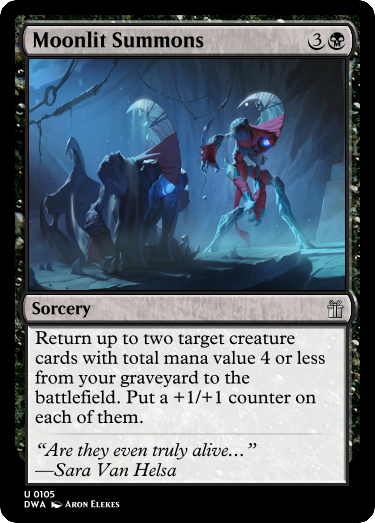 Moonlit Summons 3
Sorcery
Return up to two target creature
cards with total mana value 4 or less
from your graveyard to the
battlefield. Put a +1/+1 counter on
each of them.
“Are they even truly alive…”
—Sara Van Helsa
U 0105
DWA Aron Elekes